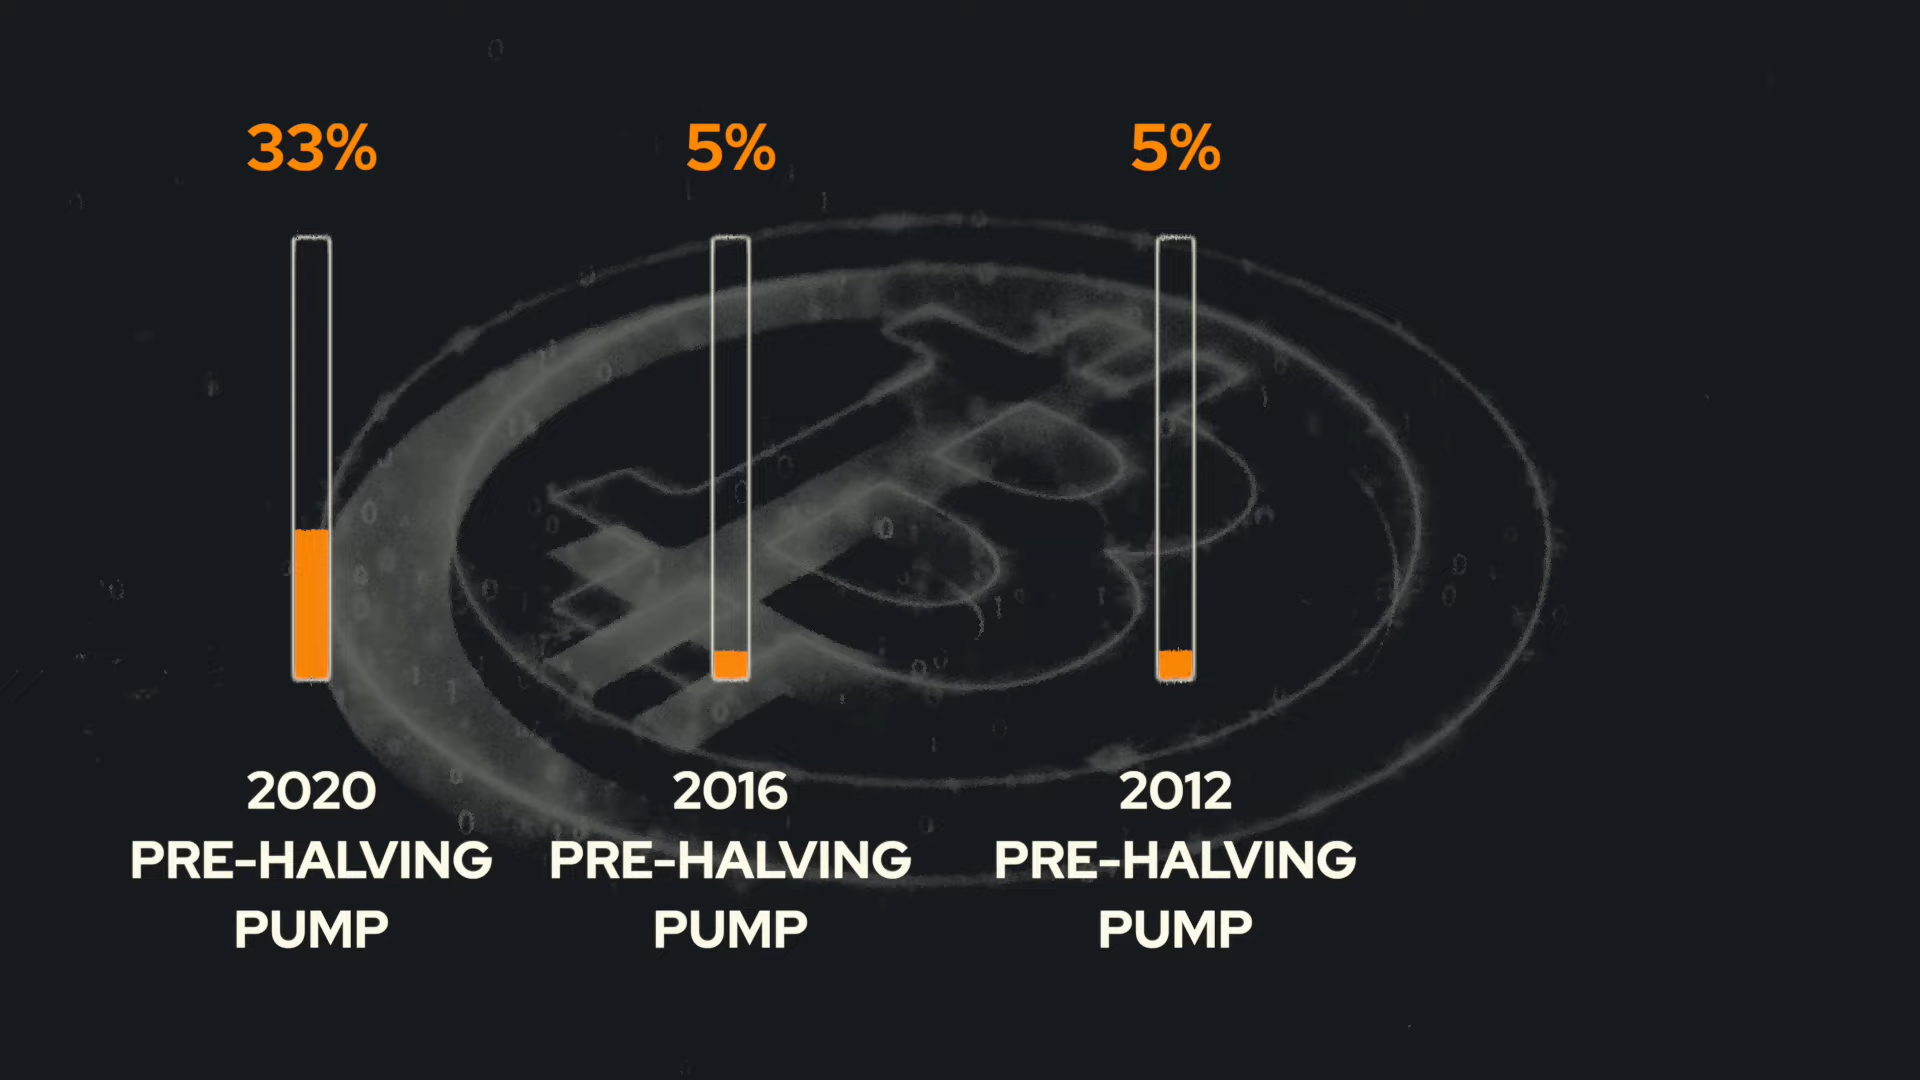 33%
5%
5%
2020
PRE-HALVING
PUMP
2016
PRE-HALVING
PUMP
2012
PRE-HALVING
PUMP